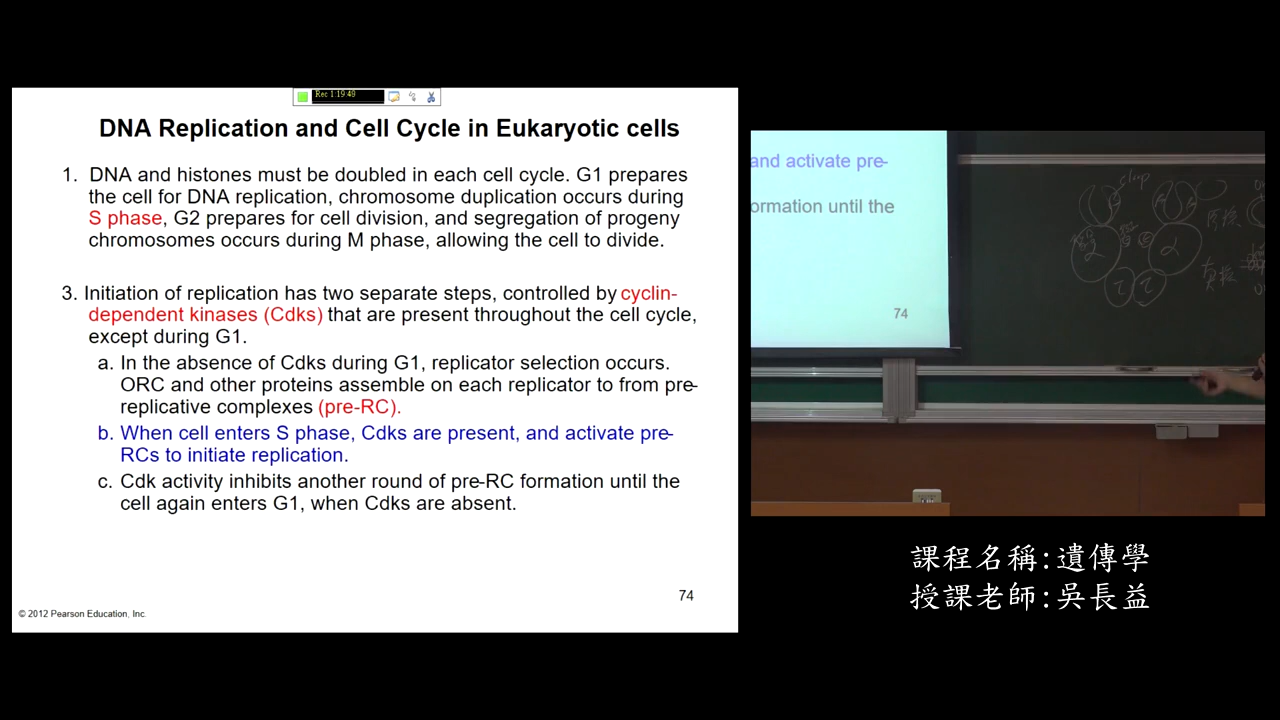 Rec 1:19:49
DNA Replication and Cell Cycle in Eukaryotic cells
1. DNA and histones must be doubled in each cell cycle. G1 prepares
the cell for DNA replication, chromosome duplication occurs during
S phase, G2 prepares for cell division, and segregation of progeny
chromosomes occurs during M phase, allowing the cell to divide.
3. Initiation of replication has two separate steps, controlled by cyclin-
dependent kinases (Cdks) that are present throughout the cell cycle,
except during G1.
a. In the absence of Cdks during G1, replicator selection occurs.
ORC and other proteins assemble on each replicator to from pre-
replicative complexes (pre-RC).
b. When cell enters S phase, Cdks are present, and activate pre-
RCs to initiate replication.
c. Cdk activity inhibits another round of pre-RC formation until the
cell again enters G1, when Cdks are absent.
74
© 2012 Pearson Education, Inc.
and activate pre-
ormation until the
74
α
α
τ τ
課程名稱:遺傳學
授課老師:吳長益